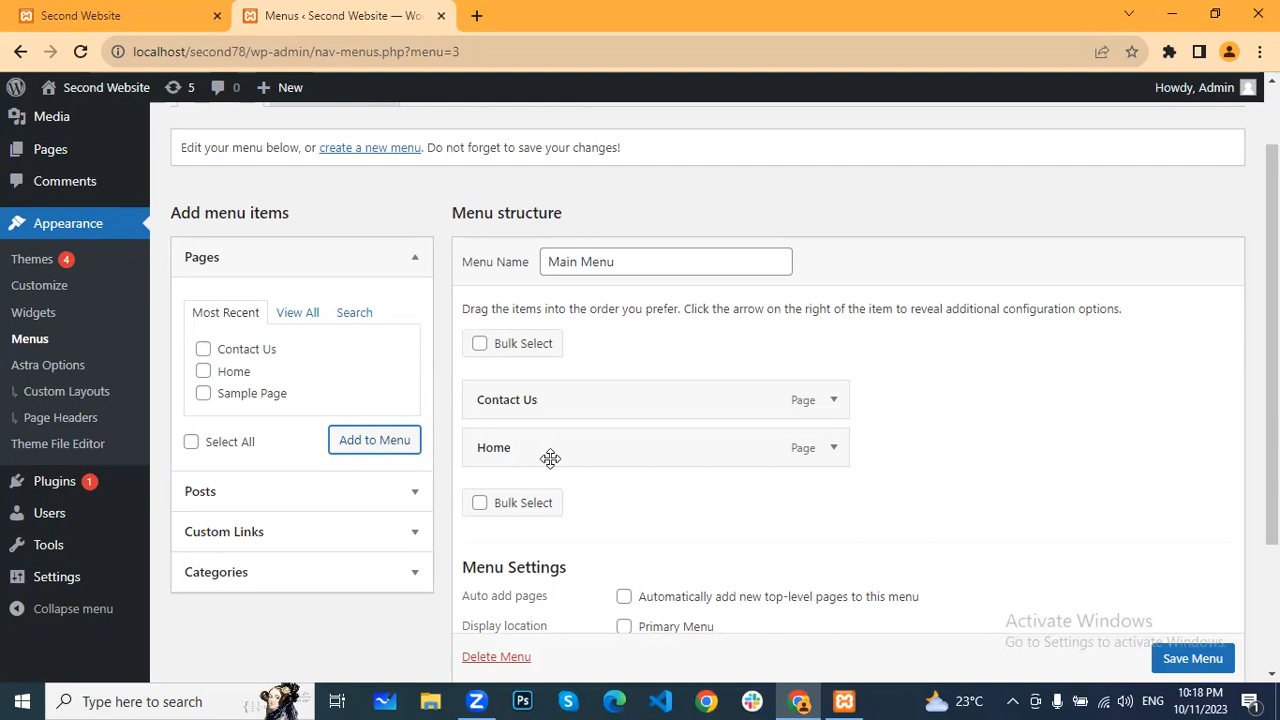 Second Website
Menus ‹ Second Website — Wo
localhost/second78/wp-admin/nav-menus.php?menu=3
Second Website
5
0
New
Howdy, Admin
Media
Pages
Comments
Appearance
Themes 4
Customize
Widgets
Menus
Astra Options
Custom Layouts
Page Headers
Theme File Editor
Plugins 1
Users
Tools
Settings
Collapse menu
Edit your menu below, or create a new menu. Do not forget to save your changes!
Add menu items
Pages
Most Recent View All Search
Contact Us
Home
Sample Page
Select All
Add to Menu
Posts
Custom Links
Categories
Menu structure
Menu Name Main Menu
Drag the items into the order you prefer. Click the arrow on the right of the item to reveal additional configuration options.
Bulk Select
Contact Us Page
Home Page
Bulk Select
Menu Settings
Auto add pages Automatically add new top-level pages to this menu
Display location Primary Menu
Delete Menu
Save Menu
Activate Windows
Go to Settings to activate Windows.
Type here to search
23°C
ENG
10:18 PM
10/11/2023
1